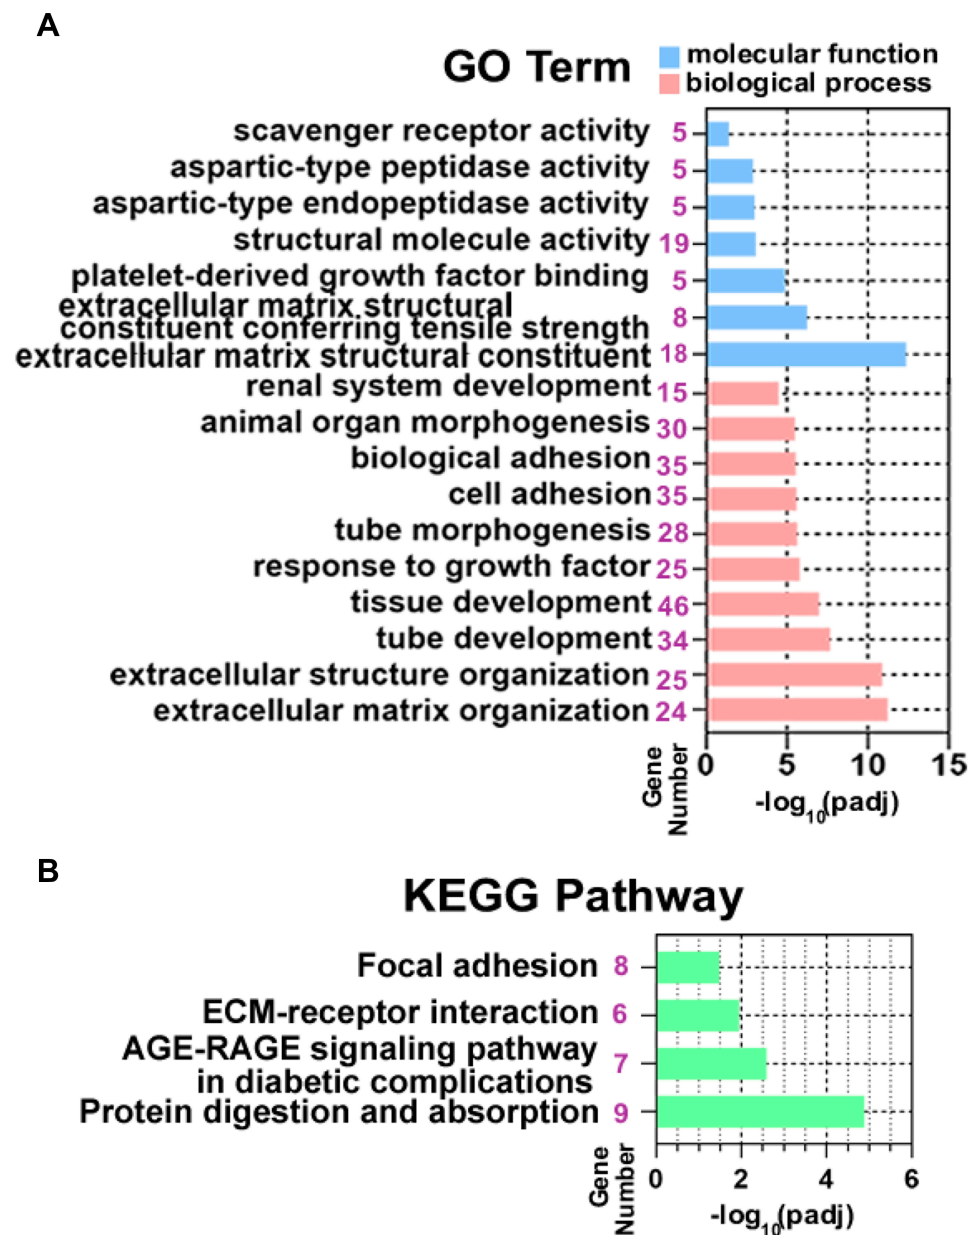 A
GO Term
molecular function
biological process
scavenger receptor activity 5
aspartic-type peptidase activity 5
aspartic-type endopeptidase activity 5
structural molecule activity 19
platelet-derived growth factor binding 5
extracellular matrix structural
constituent conferring tensile strength 8
extracellular matrix structural constituent 18
renal system development 15
animal organ morphogenesis 30
biological adhesion 35
cell adhesion 35
tube morphogenesis 28
response to growth factor 25
tissue development 46
tube development 34
extracellular structure organization 25
extracellular matrix organization 24
Gene
Number
0 5 10 15
-log10(padj)
B
KEGG Pathway
Focal adhesion 8
ECM-receptor interaction 6
AGE-RAGE signaling pathway
in diabetic complications 7
Protein digestion and absorption 9
Gene
Number
0 2 4 6
-log10(padj)